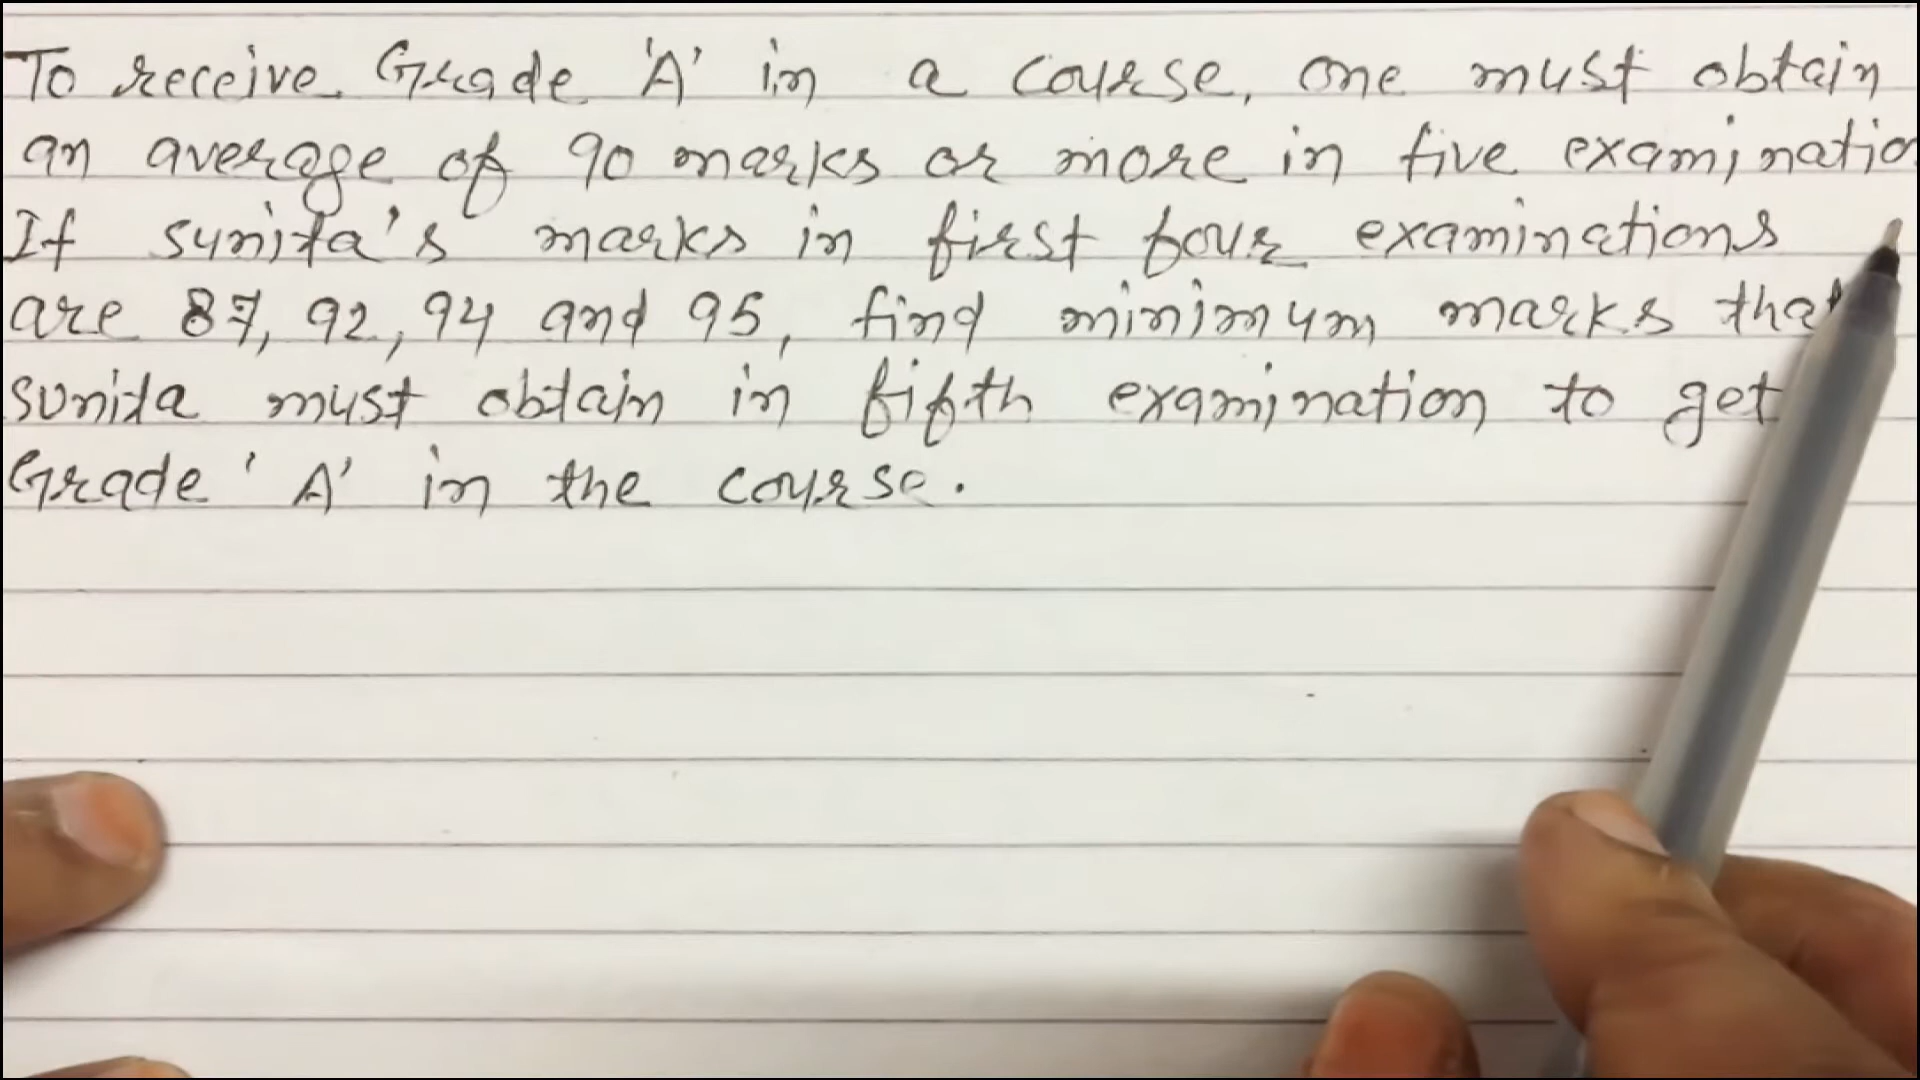 To receive Grade 'A' in a course, one must obtain
an average of 90 marks or more in five examinatio
If sunita's marks in first four examinations
are 87, 92, 94 and 95, find minimum marks that
sunita must obtain in fifth examination to get
Grade 'A' in the course.